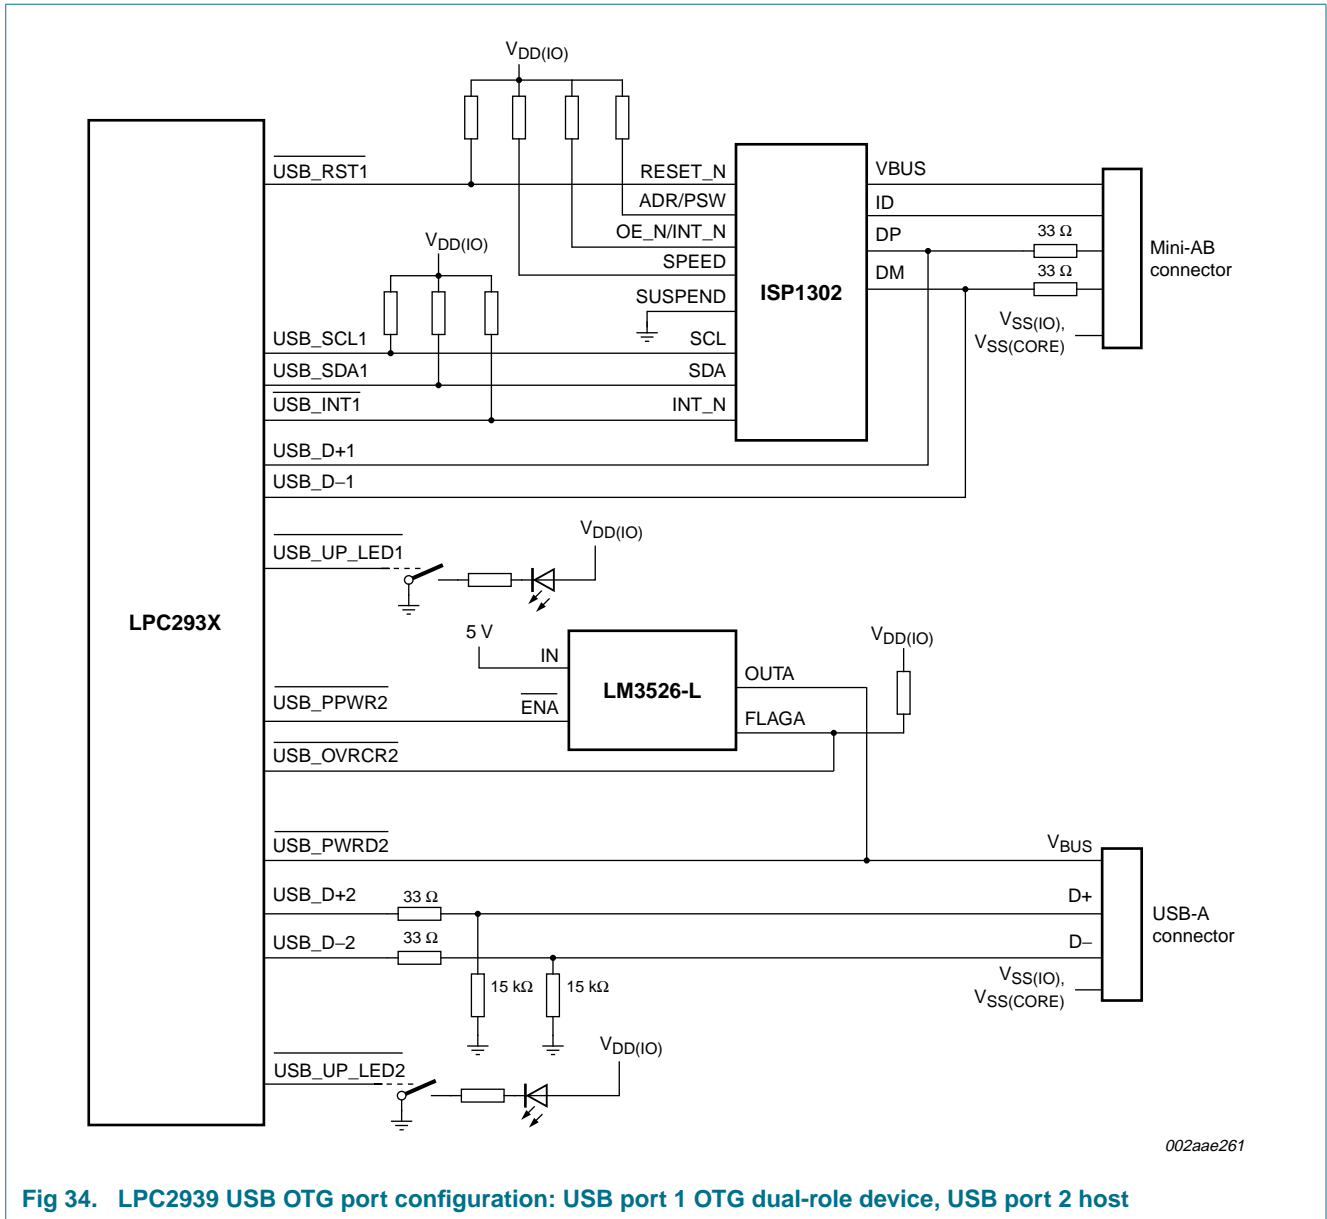 VDD(IO)
USB_RST1
RESET_N
VBUS
ADR/PSW
ID
OE_N/INT_N
DP
33 Ω
VDD(IO)
SPEED
DM
33 Ω
Mini-AB
connector
SUSPEND
ISP1302
VSS(IO),
VSS(CORE)
USB_SCL1
SCL
USB_SDA1
SDA
USB_INT1
INT_N
USB_D+1
USB_D−1
VDD(IO)
USB_UP_LED1
LPC293X
5 V
IN
VDD(IO)
LM3526-L
OUTA
USB_PPWR2
ENA
FLAGA
USB_OVRCR2
USB_PWRD2
VBUS
USB_D+2
33 Ω
D+
USB-A
connector
USB_D−2
33 Ω
D−
15 kΩ
15 kΩ
VSS(IO),
VSS(CORE)
VDD(IO)
USB_UP_LED2
002aae261
Fig 34. LPC2939 USB OTG port configuration: USB port 1 OTG dual-role device, USB port 2 host